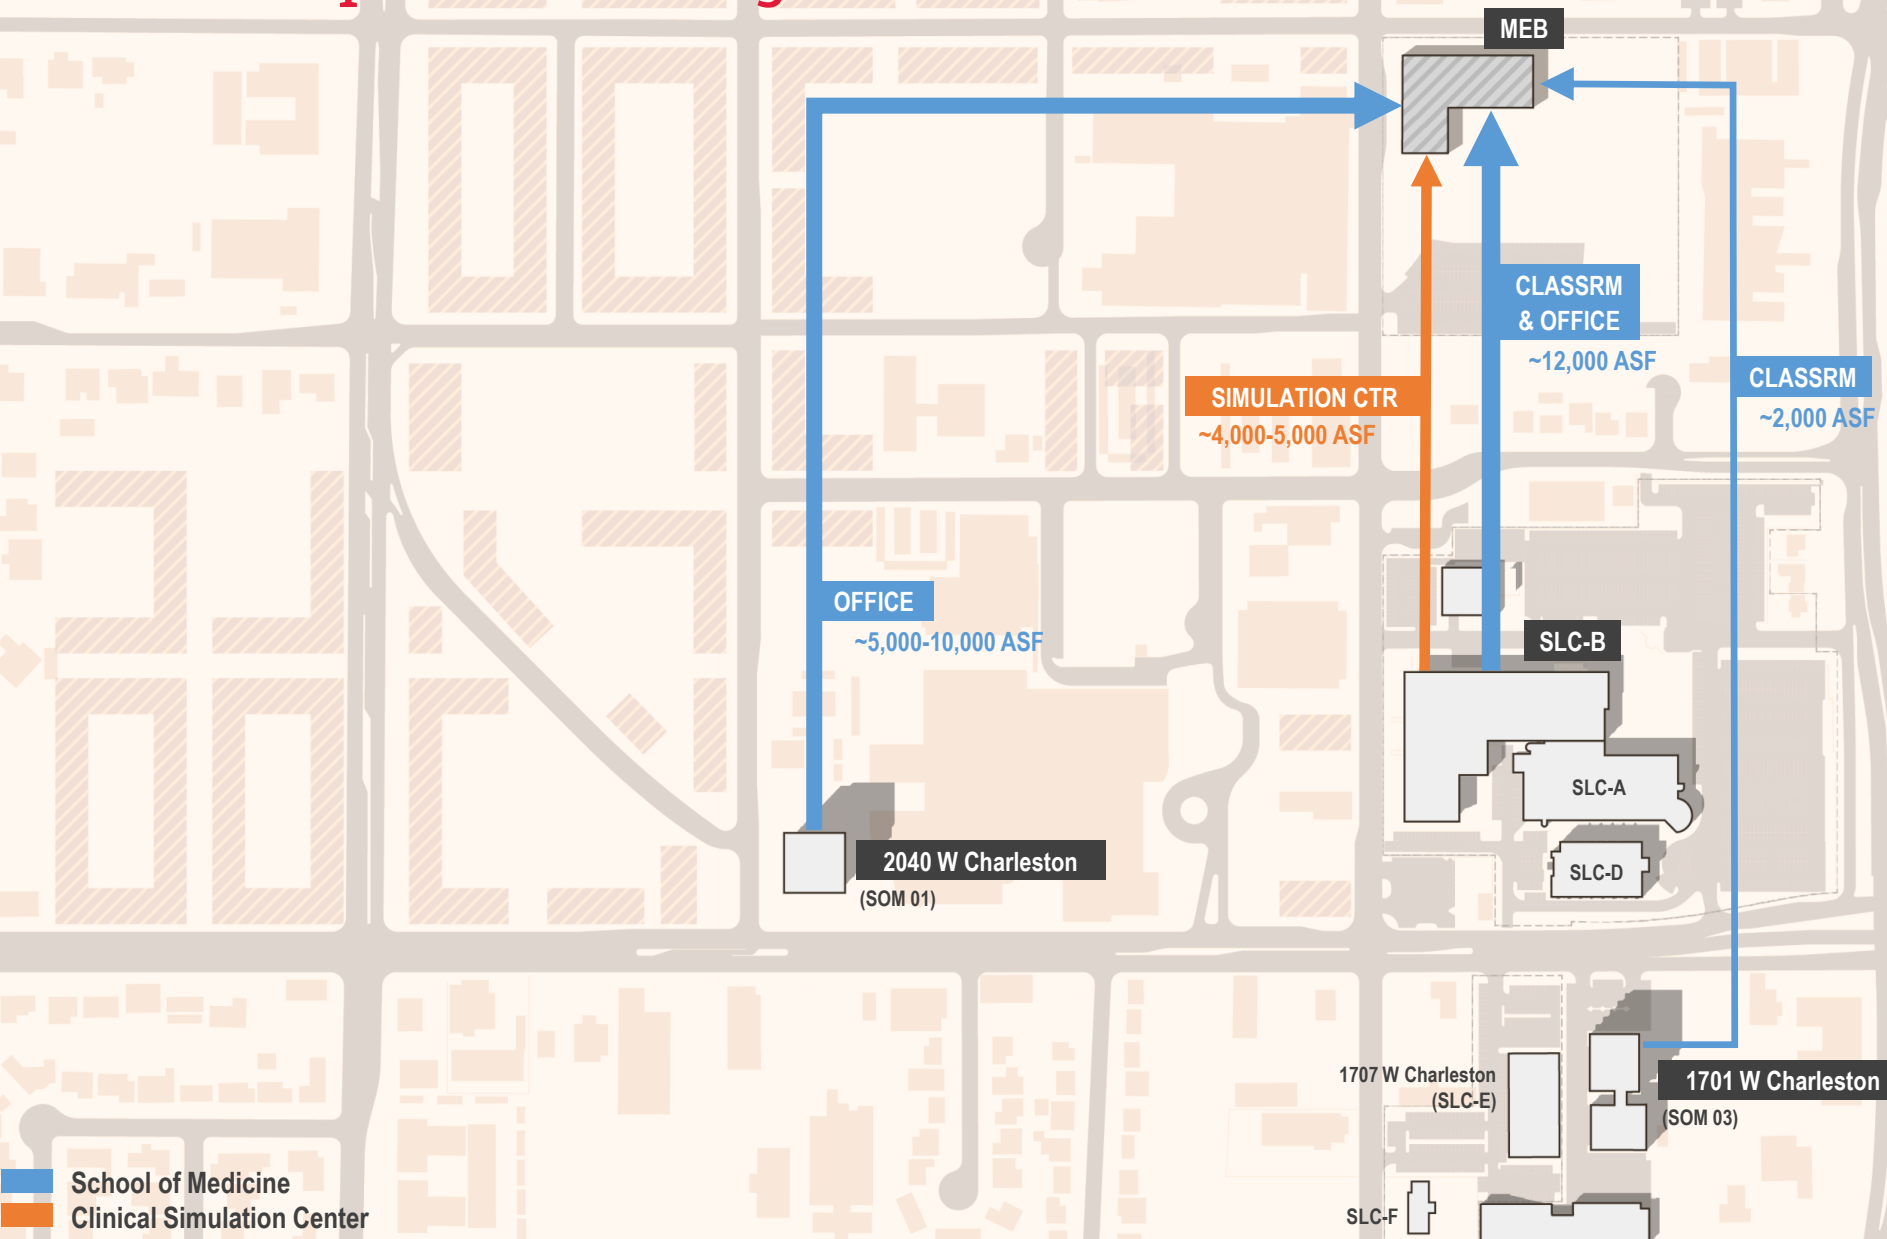 MEB
CLASSRM
& OFFICE
~12,000 ASF
CLASSRM
~2,000 ASF
SIMULATION CTR
~4,000-5,000 ASF
OFFICE
~5,000-10,000 ASF
SLC-B
SLC-A
2040 W Charleston
(SOM 01)
SLC-D
1707 W Charleston
(SLC-E)
1701 W Charleston
(SOM 03)
SLC-F
School of Medicine
Clinical Simulation Center